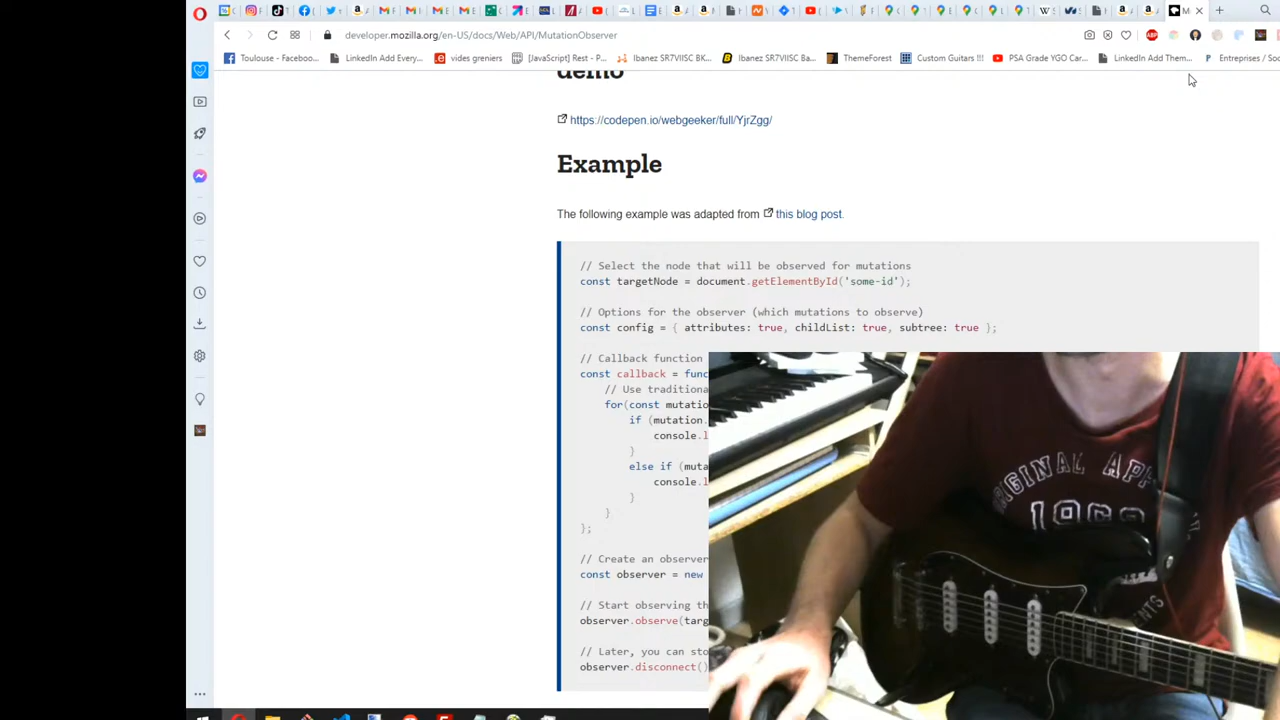 developer.mozilla.org/en-US/docs/Web/API/MutationObserver
Toulouse - Faceboo... LinkedIn Add Every... vides greniers [JavaScript] Rest - P... Ibanez SR7VIISC BK... Ibanez SR7VIISC Ba... ThemeForest Custom Guitars !!! PSA Grade YGO Car... LinkedIn Add Them... Entreprises / Soc
demo
https://codepen.io/webgeeker/full/YjrZgg/
Example
The following example was adapted from this blog post.
// Select the node that will be observed for mutations
const targetNode = document.getElementById('some-id');
// Options for the observer (which mutations to observe)
const config = { attributes: true, childList: true, subtree: true };
// Callback function
const callback = func
// Use traditiona
for(const mutatio
if (mutation.
console.l
}
else if (muta
console.l
}
}
};
// Create an observer
const observer = new
// Start observing th
observer.observe(targ
// Later, you can sto
observer.disconnect()
ORIGINAL APP
1969